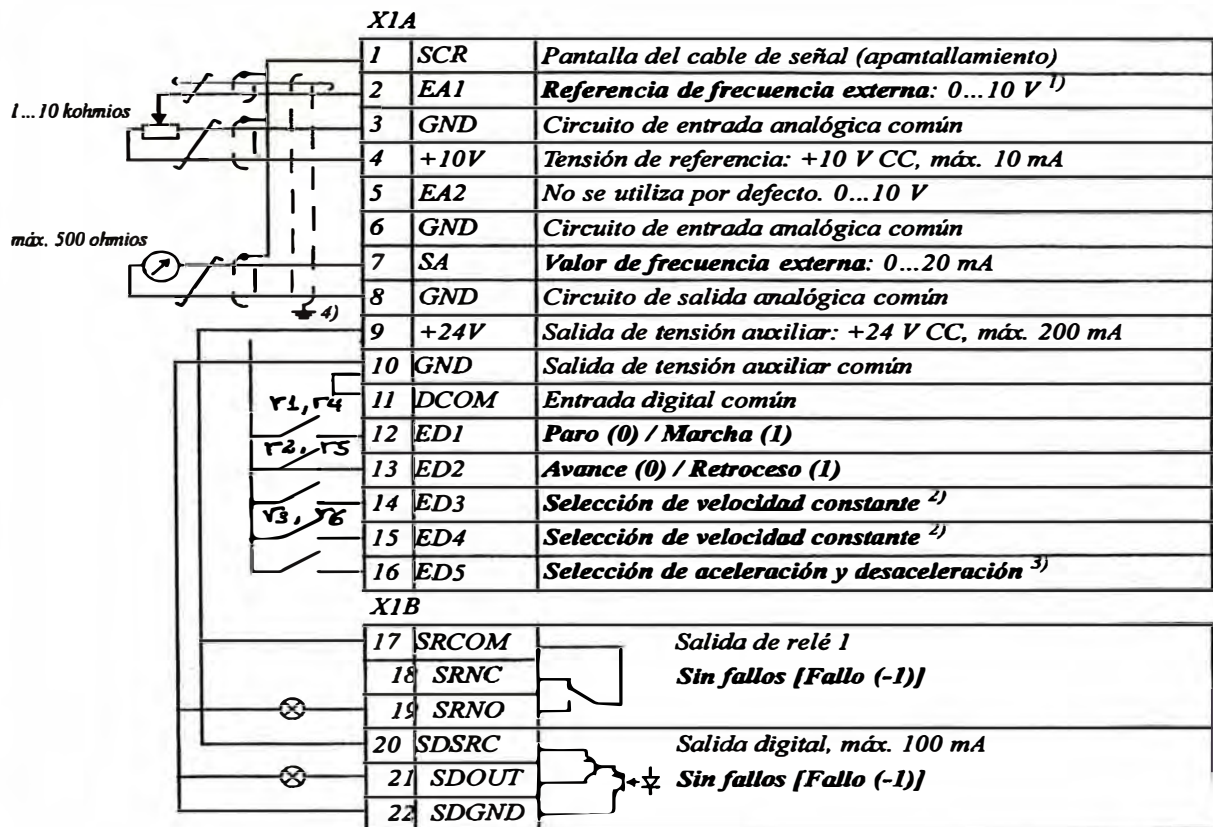 X1A
1 SCR Pantalla del cable de señal (apantallamiento)
2 EA1 Referencia de frecuencia externa: 0...10 V 1)
1...10 kohmios
3 GND Circuito de entrada analógica común
4 +10V Tensión de referencia: +10 V CC, máx. 10 mA
5 EA2 No se utiliza por defecto. 0...10 V
6 GND Circuito de entrada analógica común
máx. 500 ohmios
7 SA Valor de frecuencia externa: 0...20 mA
8 GND Circuito de salida analógica común
4)
9 +24V Salida de tensión auxiliar: +24 V CC, máx. 200 mA
10 GND Salida de tensión auxiliar común
r1, r4
11 DCOM Entrada digital común
12 ED1 Paro (0) / Marcha (1)
r2, r5
13 ED2 Avance (0) / Retroceso (1)
14 ED3 Selección de velocidad constante 2)
r3, r6
15 ED4 Selección de velocidad constante 2)
16 ED5 Selección de aceleración y desaceleración 3)
X1B
17 SRCOM Salida de relé 1
18 SRNC Sin fallos [Fallo (-1)]
19 SRNO
20 SDSRC Salida digital, máx. 100 mA
21 SDOUT Sin fallos [Fallo (-1)]
22 SDGND